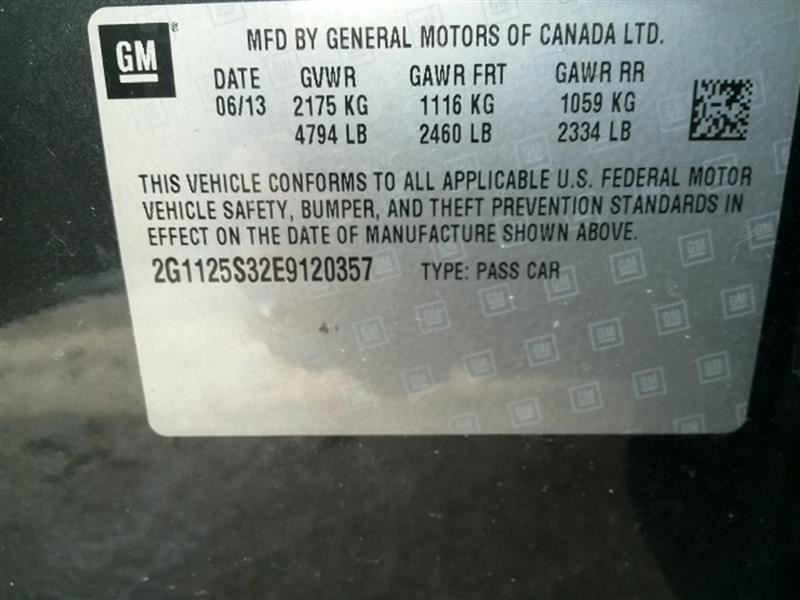 GM ®
MFD BY GENERAL MOTORS OF CANADA LTD.
DATE GVWR GAWR FRT GAWR RR
06/13 2175 KG 1116 KG 1059 KG
4794 LB 2460 LB 2334 LB
THIS VEHICLE CONFORMS TO ALL APPLICABLE U.S. FEDERAL MOTOR
VEHICLE SAFETY, BUMPER, AND THEFT PREVENTION STANDARDS IN
EFFECT ON THE DATE OF MANUFACTURE SHOWN ABOVE.
2G1125S32E9120357 TYPE: PASS CAR